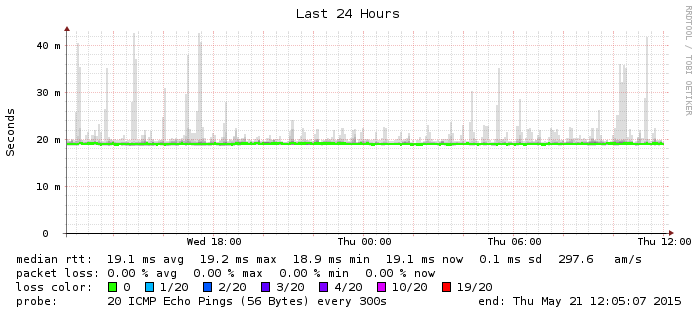 Last 24 Hours
RRDTOOL / TOBI OETIKER
Seconds
40 m
30 m
20 m
10 m
0
Wed 18:00 Thu 00:00 Thu 06:00 Thu 12:00
median rtt: 19.1 ms avg 19.2 ms max 18.9 ms min 19.1 ms now 0.1 ms sd 297.6 am/s
packet loss: 0.00 % avg 0.00 % max 0.00 % min 0.00 % now
loss color: 0 1/20 2/20 3/20 4/20 10/20 19/20
probe: 20 ICMP Echo Pings (56 Bytes) every 300s end: Thu May 21 12:05:07 2015